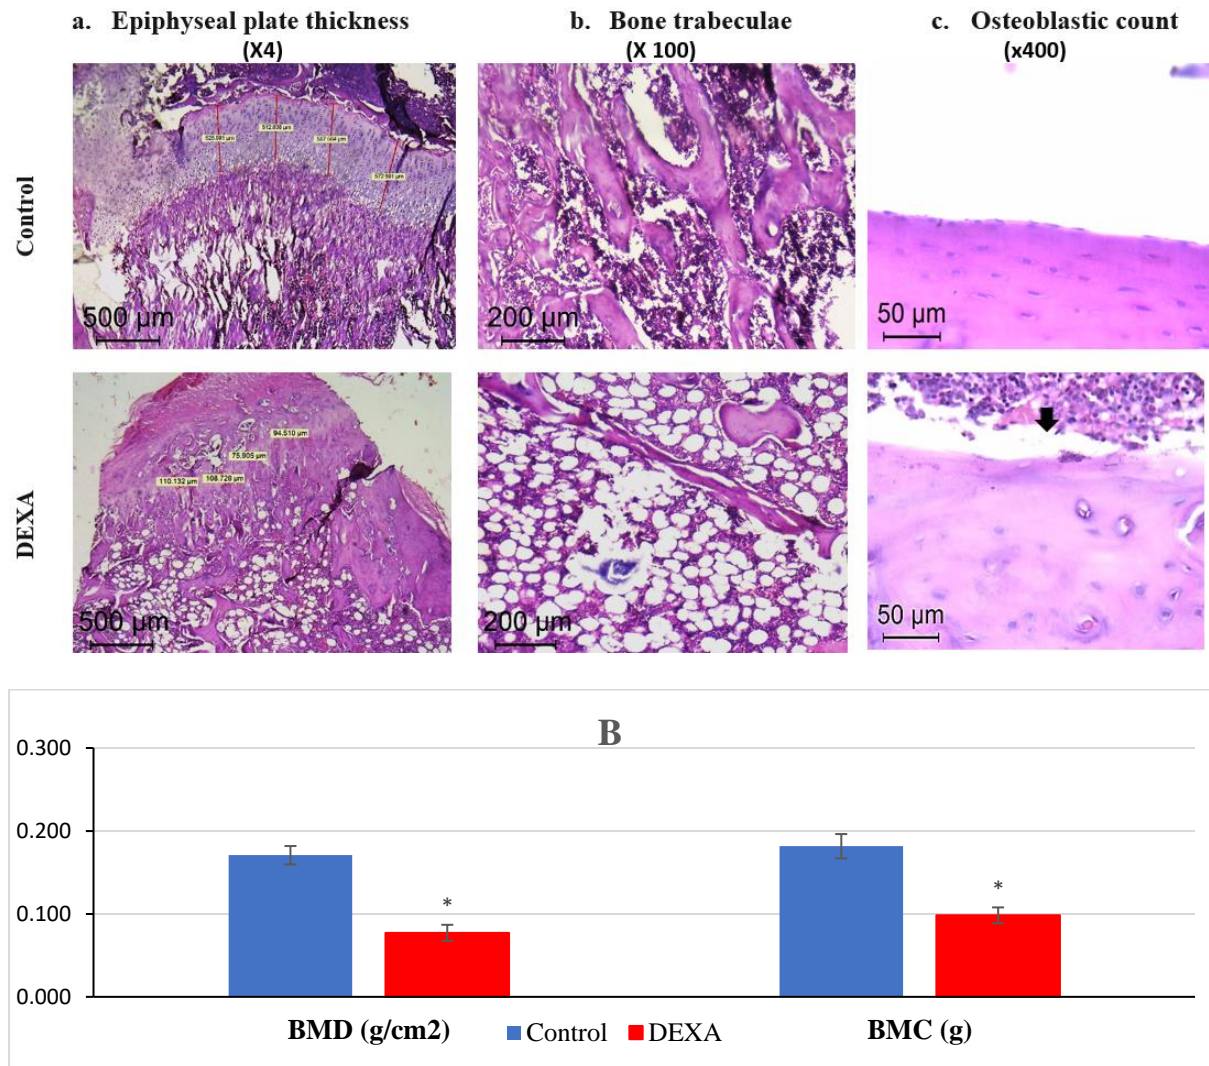 a. Epiphyseal plate thickness
(X4)
b. Bone trabeculae
(X 100)
c. Osteoblastic count
(x400)
Control
500 µm
200 µm
50 µm
DEXA
94.510 µm
75.905 µm
110.132 µm
108.728 µm
500 µm
200 µm
50 µm
B
0.300
0.200
0.100
0.000
*
*
BMD (g/cm2)
Control
DEXA
BMC (g)